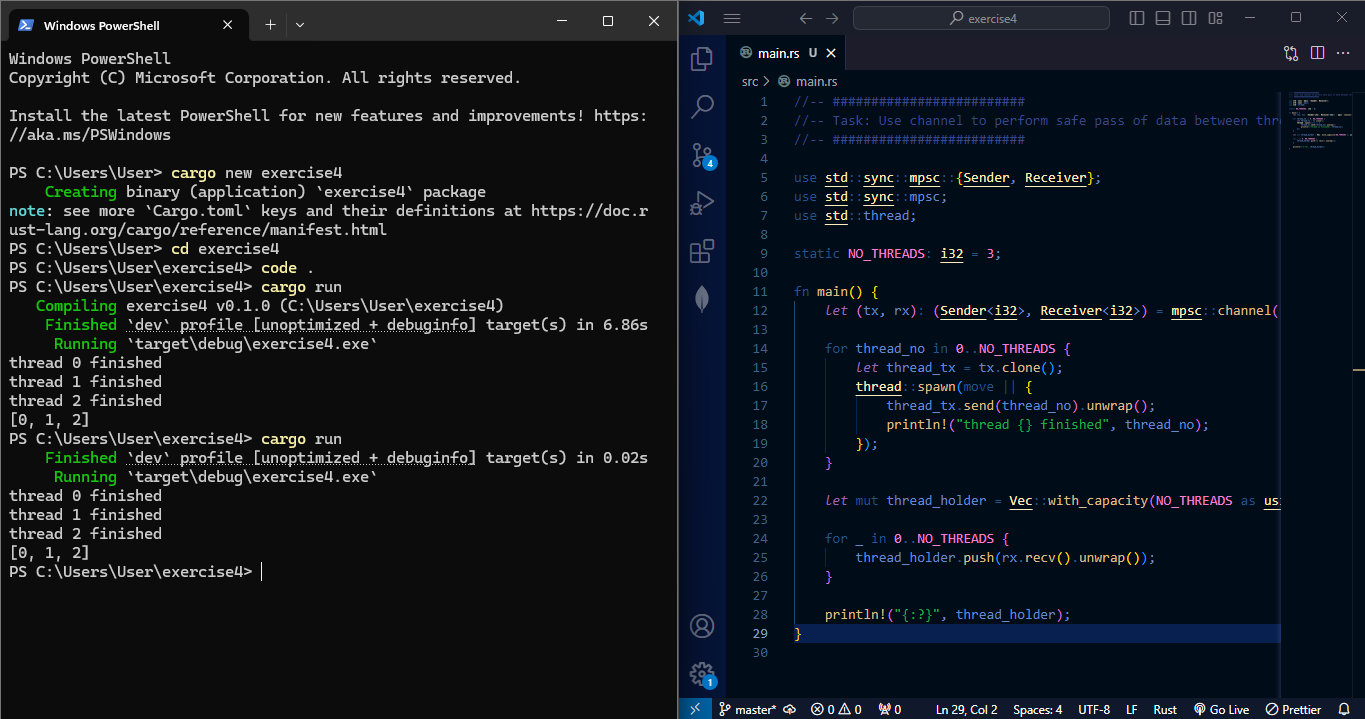 Windows PowerShell
Windows PowerShell
Copyright (C) Microsoft Corporation. All rights reserved.
Install the latest PowerShell for new features and improvements! https:
//aka.ms/PSWindows
PS C:\Users\User> cargo new exercise4
Creating binary (application) `exercise4` package
note: see more `Cargo.toml` keys and their definitions at https://doc.r
ust-lang.org/cargo/reference/manifest.html
PS C:\Users\User> cd exercise4
PS C:\Users\User\exercise4> code .
PS C:\Users\User\exercise4> cargo run
Compiling exercise4 v0.1.0 (C:\Users\User\exercise4)
Finished `dev` profile [unoptimized + debuginfo] target(s) in 6.86s
Running `target\debug\exercise4.exe`
thread 0 finished
thread 1 finished
thread 2 finished
[0, 1, 2]
PS C:\Users\User\exercise4> cargo run
Finished `dev` profile [unoptimized + debuginfo] target(s) in 0.02s
Running `target\debug\exercise4.exe`
thread 0 finished
thread 1 finished
thread 2 finished
[0, 1, 2]
PS C:\Users\User\exercise4>
exercise4
main.rs U
src > main.rs
4
1
1 //-- #########################
2 //-- Task: Use channel to perform safe pass of data between thr
3 //-- #########################
4
5 use std::sync::mpsc::{Sender, Receiver};
6 use std::sync::mpsc;
7 use std::thread;
8
9 static NO_THREADS: i32 = 3;
10
11 fn main() {
12 let (tx, rx): (Sender<i32>, Receiver<i32>) = mpsc::channel(
13
14 for thread_no in 0..NO_THREADS {
15 let thread_tx = tx.clone();
16 thread::spawn(move || {
17 thread_tx.send(thread_no).unwrap();
18 println!("thread {} finished", thread_no);
19 });
20 }
21
22 let mut thread_holder = Vec::with_capacity(NO_THREADS as us
23
24 for _ in 0..NO_THREADS {
25 thread_holder.push(rx.recv().unwrap());
26 }
27
28 println!("{:?}", thread_holder);
29 }
30
master* 0 0 0 Ln 29, Col 2 Spaces: 4 UTF-8 LF Rust Go Live Prettier